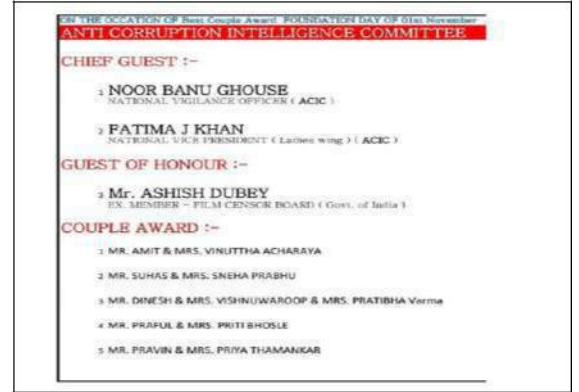 ON THE OCCATION OF Best Couple Award FOUNDATION DAY OF 01st November
ANTI CORRUPTION INTELLIGENCE COMMITTEE
CHIEF GUEST :-
1 NOOR BANU GHOUSE
NATIONAL VIGILANCE OFFICER ( ACIC )
2 FATIMA J KHAN
NATIONAL VICE PRESIDENT ( Ladies wing ) ( ACIC )
GUEST OF HONOUR :-
3 Mr. ASHISH DUBEY
EX. MEMBER - FILM CENSOR BOARD ( Govt. of India )
COUPLE AWARD :-
1 MR. AMIT & MRS. VINUTTHA ACHARAYA
2 MR. SUHAS & MRS. SNEHA PRABHU
3 MR. DINESH & MRS. VISHNUWAROOP & MRS. PRATIBHA Verma
4 MR. PRAFUL & MRS. PRITI BHOSLE
5 MR. PRAVIN & MRS. PRIYA THAMANKAR